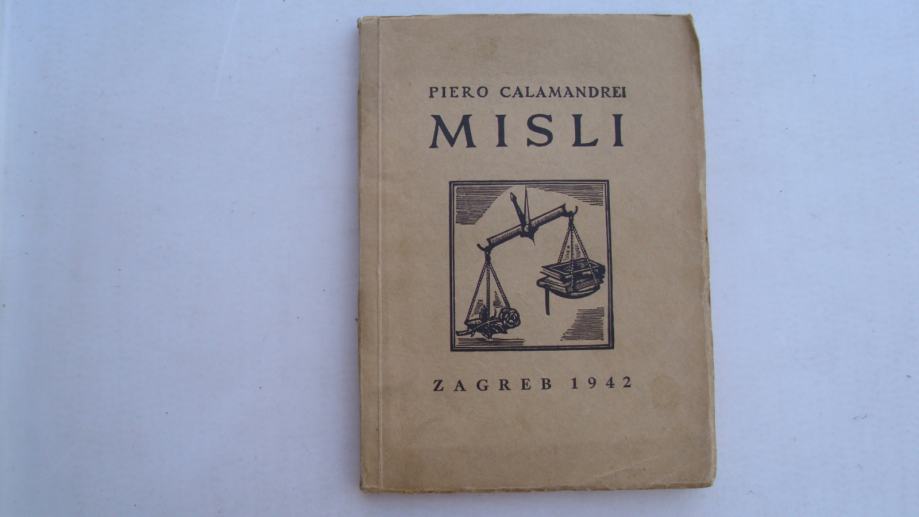 PIERO CALAMANDREI
MISLI
ZAGREB 1942